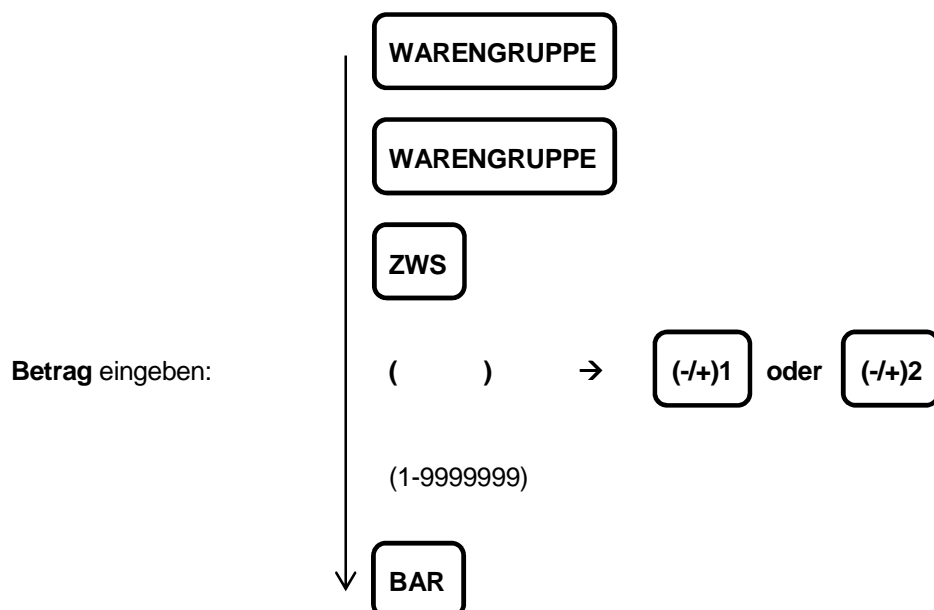 WARENGRUPPE
WARENGRUPPE
ZWS
Betrag eingeben: ( ) → (-/+)1 oder (-/+)2
(1-9999999)
BAR